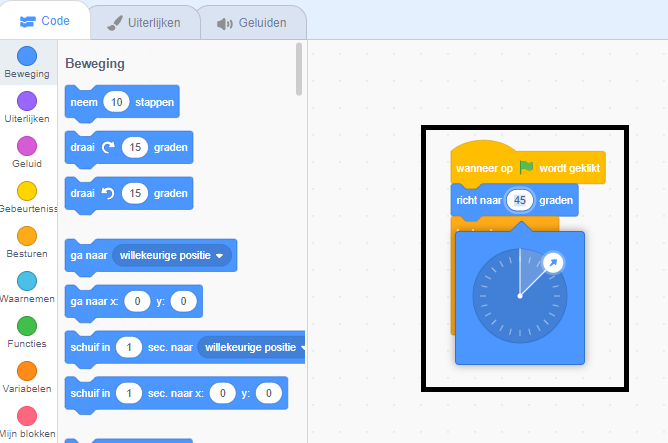 Code
Uiterlijken
Geluiden
Beweging
Uiterlijken
Geluid
Gebeurteniss
Besturen
Waarnemen
Functies
Variabelen
Mijn blokken
Beweging
neem 10 stappen
draai 15 graden
draai 15 graden
ga naar willekeurige positie
ga naar x: 0 y: 0
schuif in 1 sec. naar willekeurige positie
schuif in 1 sec. naar x: 0 y: 0
wanneer op wordt geklikt
richt naar 45 graden